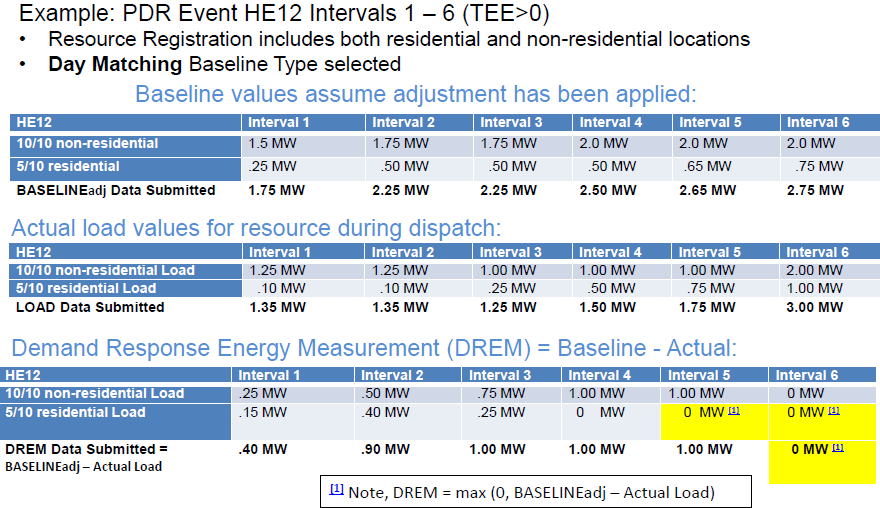 Example: PDR Event HE12 Intervals 1 – 6 (TEE>0)
• Resource Registration includes both residential and non-residential locations
• Day Matching Baseline Type selected
Baseline values assume adjustment has been applied:
HE12 Interval 1 Interval 2 Interval 3 Interval 4 Interval 5 Interval 6
10/10 non-residential 1.5 MW 1.75 MW 1.75 MW 2.0 MW 2.0 MW 2.0 MW
5/10 residential .25 MW .50 MW .50 MW .50 MW .65 MW .75 MW
BASELINEadj Data Submitted 1.75 MW 2.25 MW 2.25 MW 2.50 MW 2.65 MW 2.75 MW
Actual load values for resource during dispatch:
HE12 Interval 1 Interval 2 Interval 3 Interval 4 Interval 5 Interval 6
10/10 non-residential Load 1.25 MW 1.25 MW 1.00 MW 1.00 MW 1.00 MW 2.00 MW
5/10 residential Load .10 MW .10 MW .25 MW .50 MW .75 MW 1.00 MW
LOAD Data Submitted 1.35 MW 1.35 MW 1.25 MW 1.50 MW 1.75 MW 3.00 MW
Demand Response Energy Measurement (DREM) = Baseline - Actual:
HE12 Interval 1 Interval 2 Interval 3 Interval 4 Interval 5 Interval 6
10/10 non-residential Load .25 MW .50 MW .75 MW 1.00 MW 1.00 MW 0 MW
5/10 residential Load .15 MW .40 MW .25 MW 0 MW 0 MW [1] 0 MW [1]
DREM Data Submitted = .40 MW .90 MW 1.00 MW 1.00 MW 1.00 MW 0 MW [1]
BASELINEadj – Actual Load
[1] Note, DREM = max (0, BASELINEadj – Actual Load)